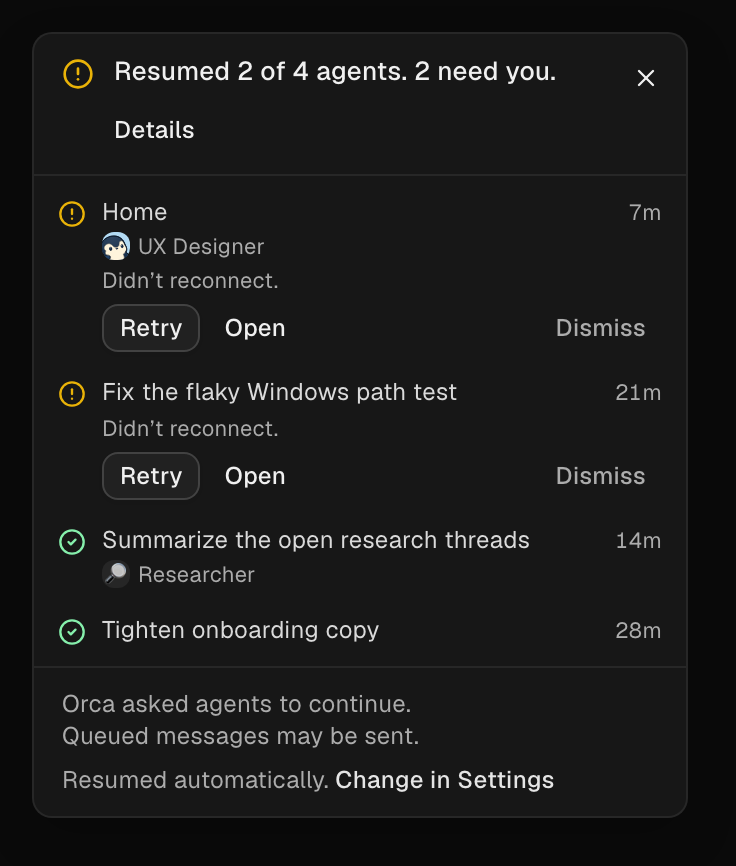 Resumed 2 of 4 agents. 2 need you.
Details
Home 7m
UX Designer
Didn’t reconnect.
Retry Open Dismiss
Fix the flaky Windows path test 21m
Didn’t reconnect.
Retry Open Dismiss
Summarize the open research threads 14m
Researcher
Tighten onboarding copy 28m
Orca asked agents to continue.
Queued messages may be sent.
Resumed automatically. Change in Settings